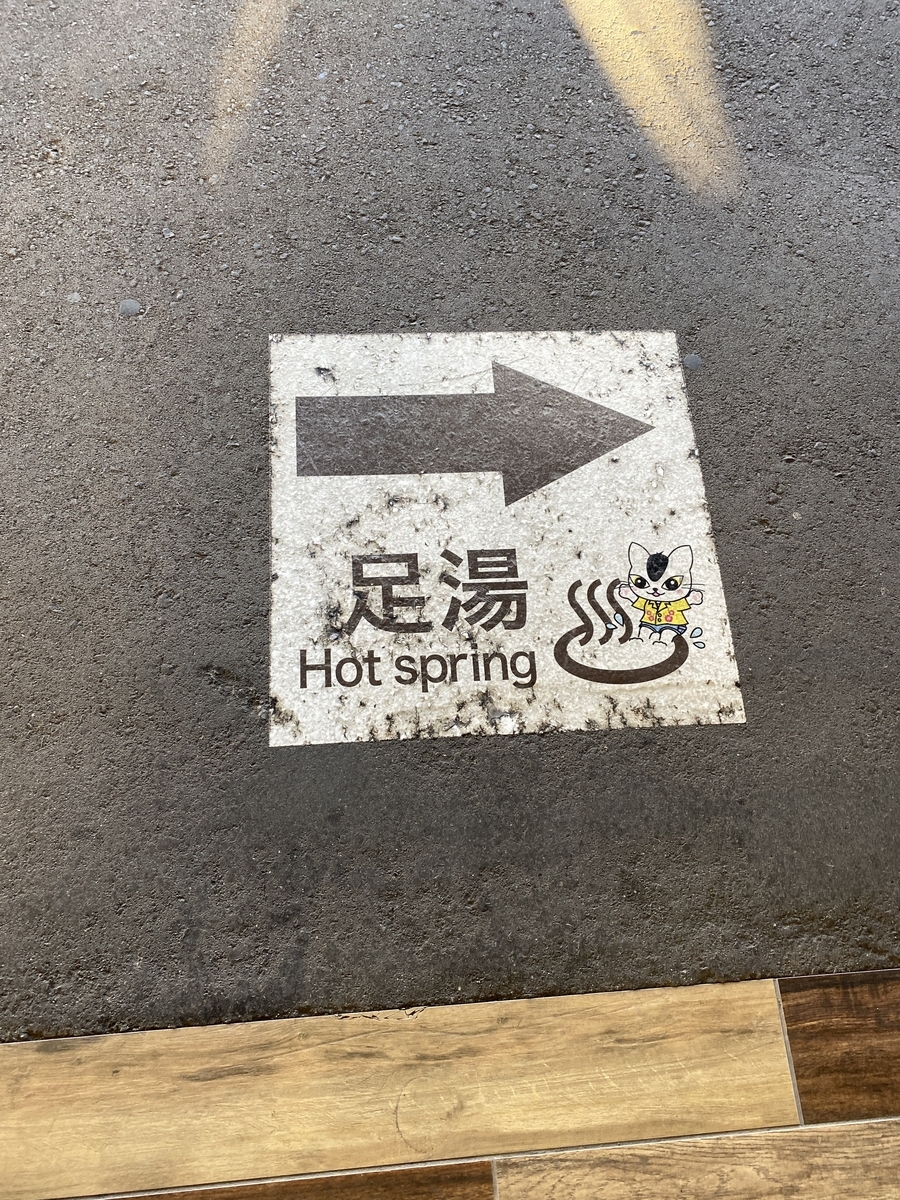 足湯
Hot spring